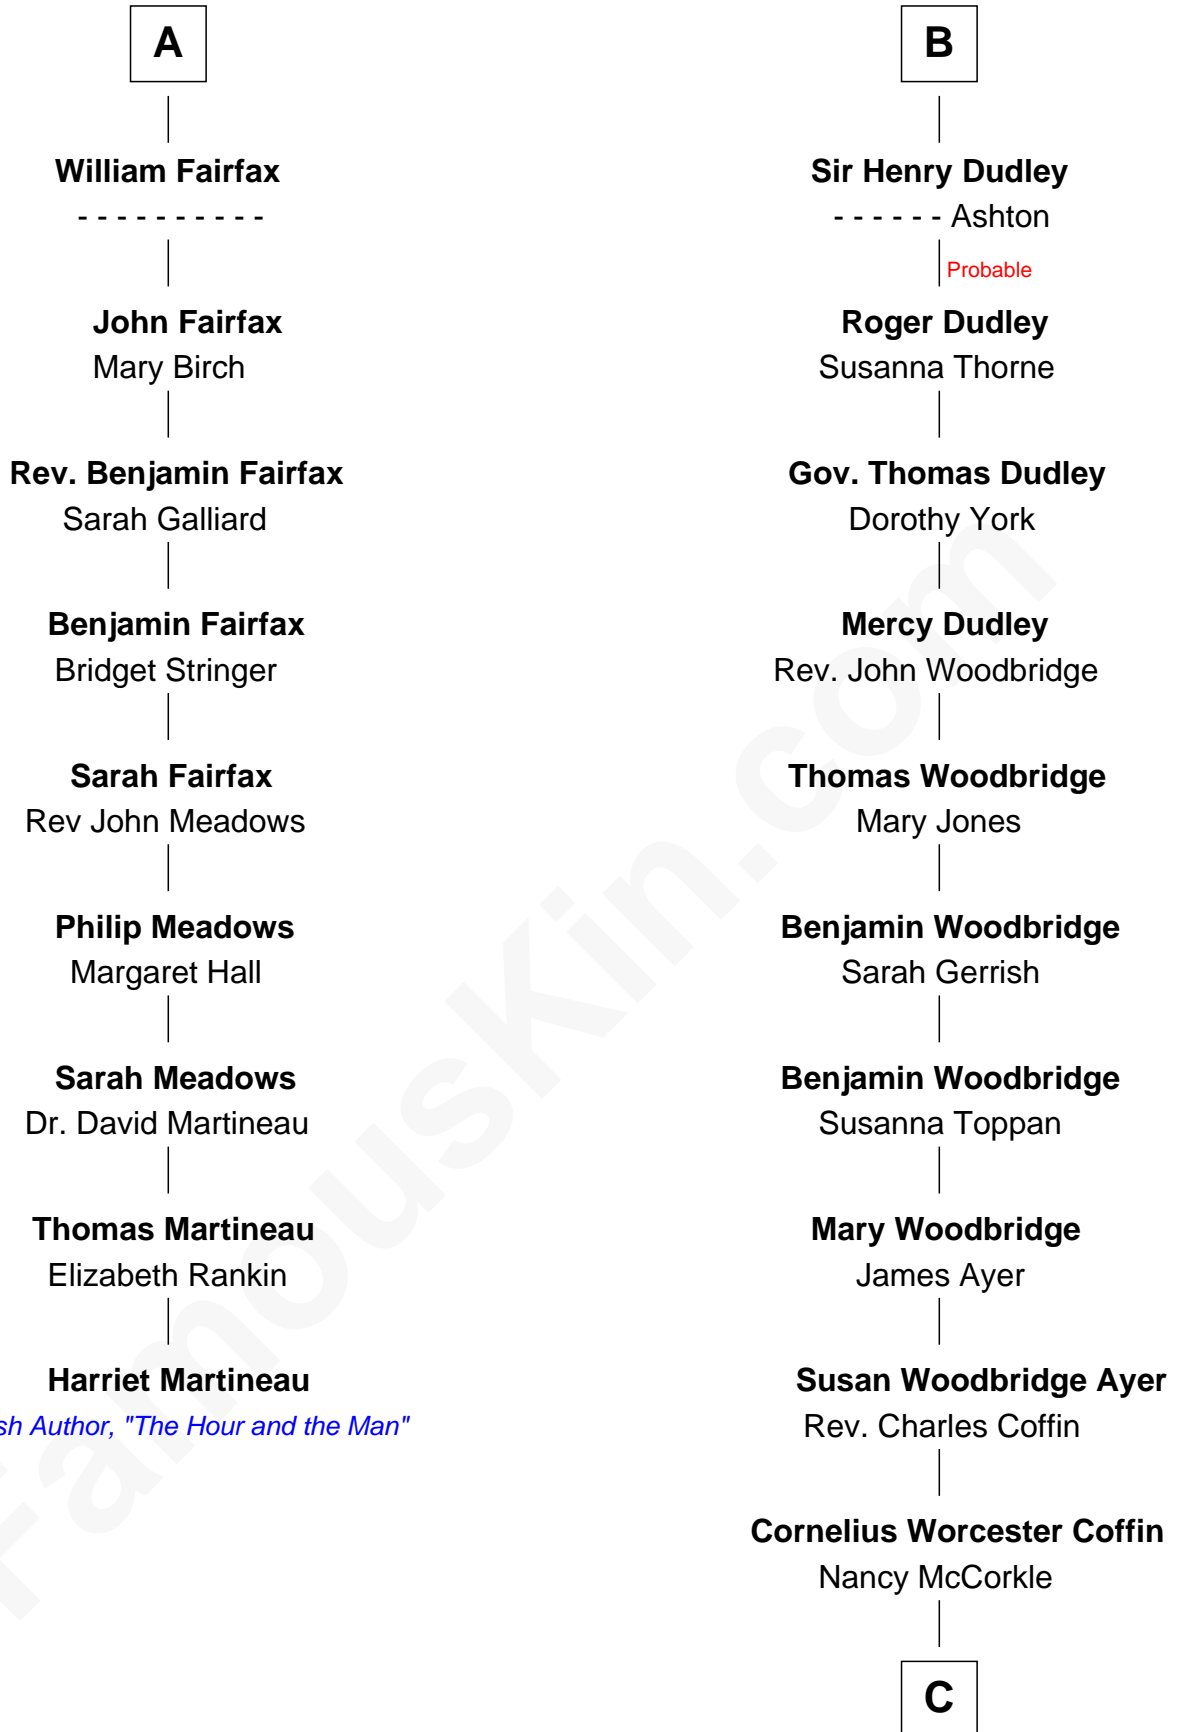 A
William Fairfax
- - - - - - - - - -
John Fairfax
Mary Birch
Rev. Benjamin Fairfax
Sarah Galliard
Benjamin Fairfax
Bridget Stringer
Sarah Fairfax
Rev John Meadows
Philip Meadows
Margaret Hall
Sarah Meadows
Dr. David Martineau
Thomas Martineau
Elizabeth Rankin
Harriet Martineau
sh Author, "The Hour and the Man"
B
Sir Henry Dudley
- - - - - - Ashton
Probable
Roger Dudley
Susanna Thorne
Gov. Thomas Dudley
Dorothy York
Mercy Dudley
Rev. John Woodbridge
Thomas Woodbridge
Mary Jones
Benjamin Woodbridge
Sarah Gerrish
Benjamin Woodbridge
Susanna Toppan
Mary Woodbridge
James Ayer
Susan Woodbridge Ayer
Rev. Charles Coffin
Cornelius Worcester Coffin
Nancy McCorkle
C
FamousKin.com